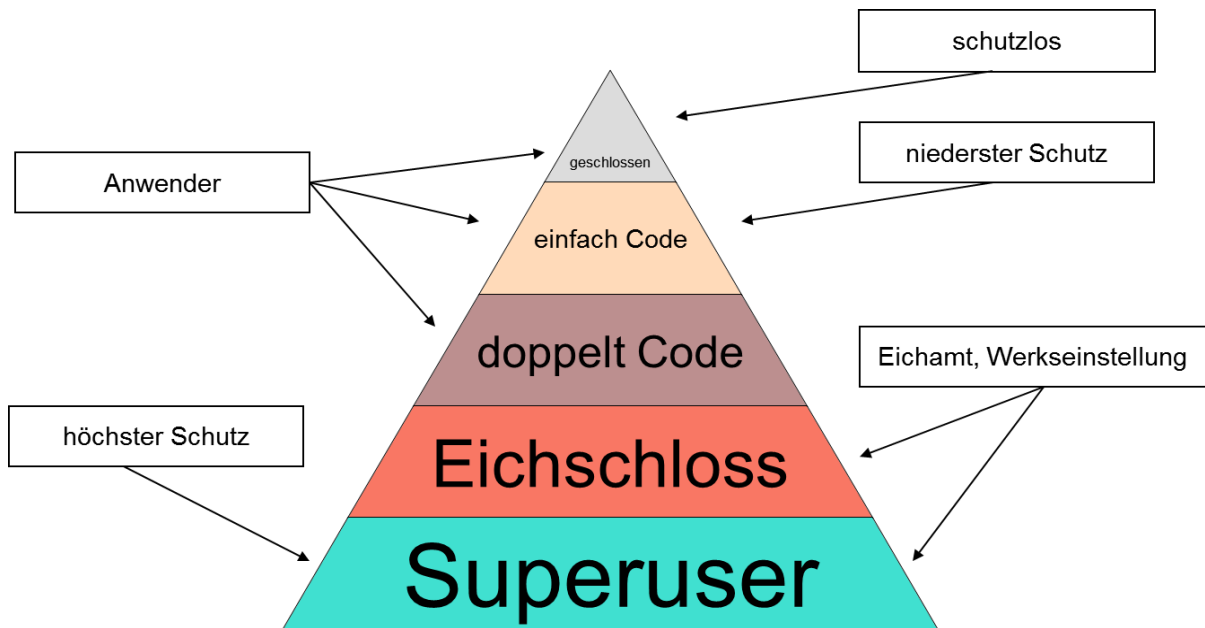 schutzlos
niederster Schutz
Anwender
geschlossen
einfach Code
doppelt Code
Eichamt, Werkseinstellung
höchster Schutz
Eichschloss
Superuser